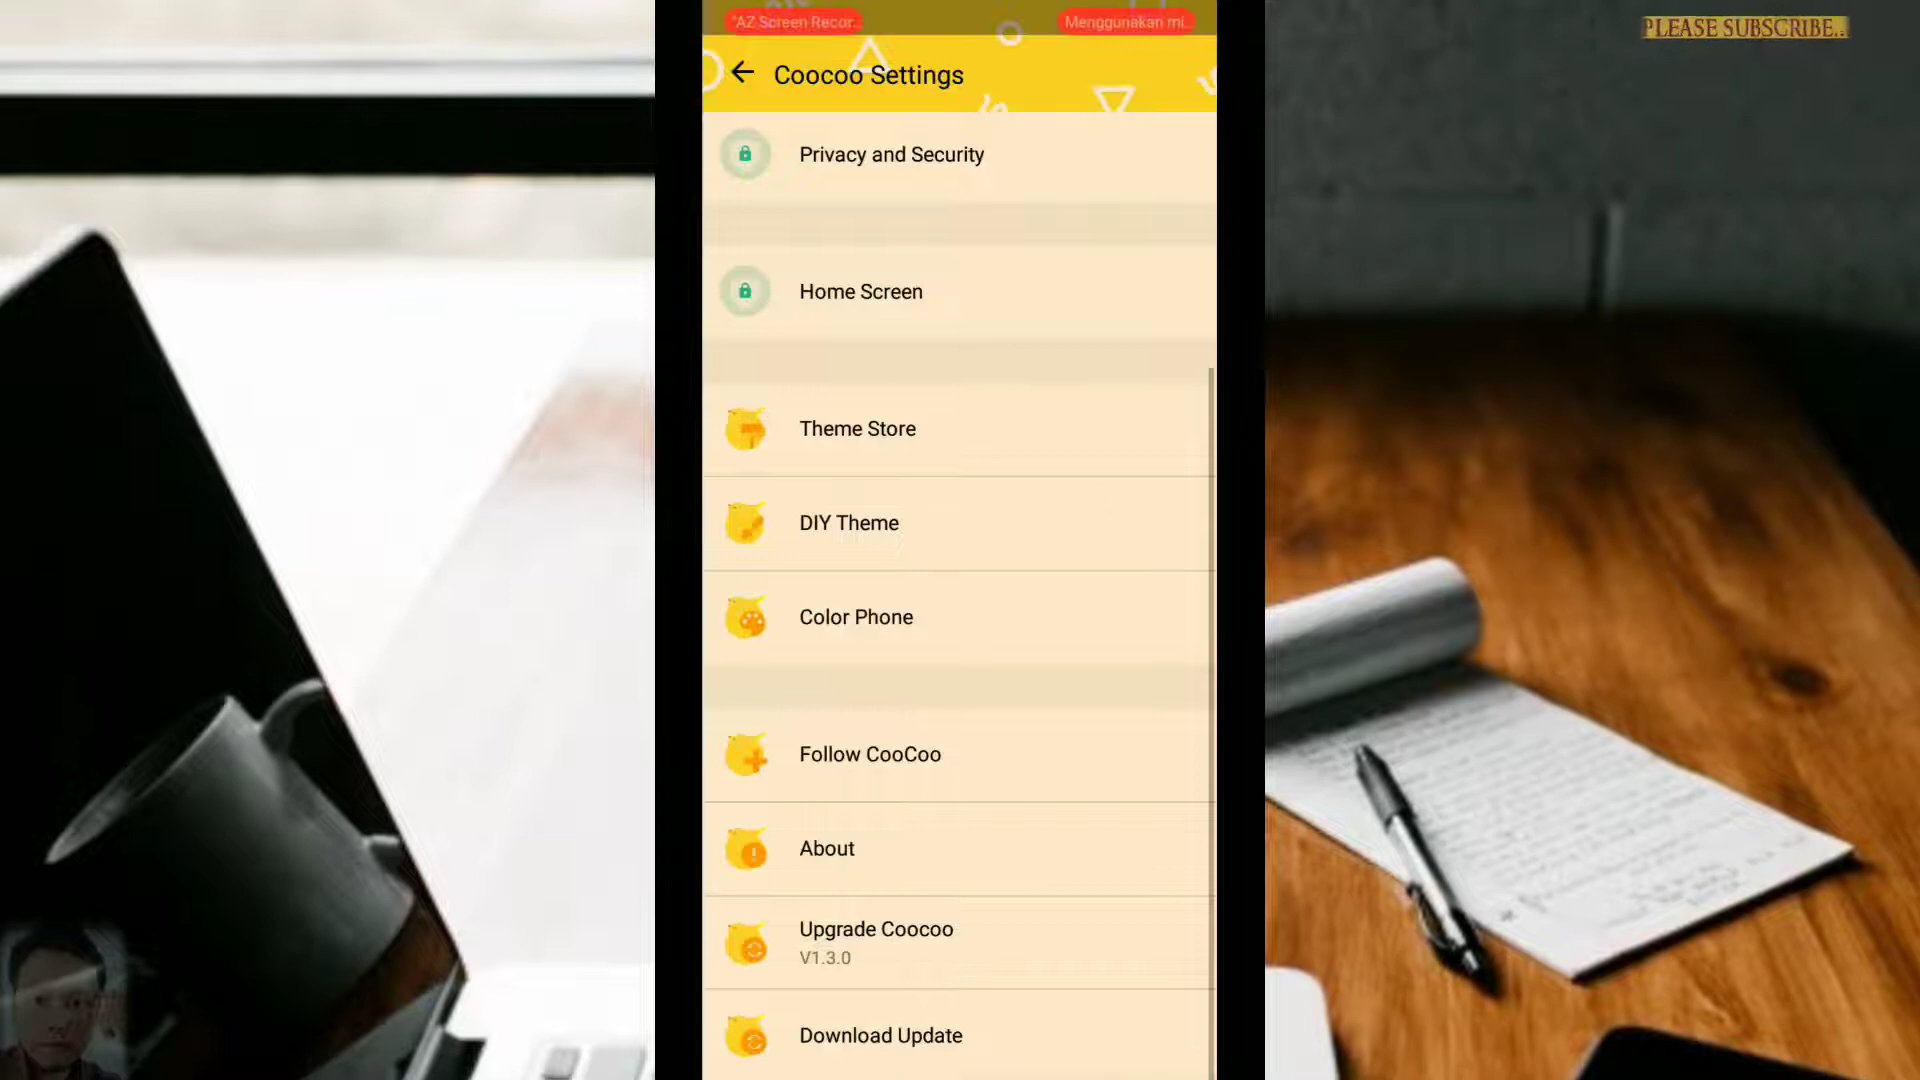 "AZ Screen Recor..
Menggunakan mi...
PLEASE SUBSCRIBE..
Coocoo Settings
Privacy and Security
Home Screen
Theme Store
DIY Theme
Color Phone
Follow CooCoo
About
Upgrade Coocoo
V1.3.0
Download Update